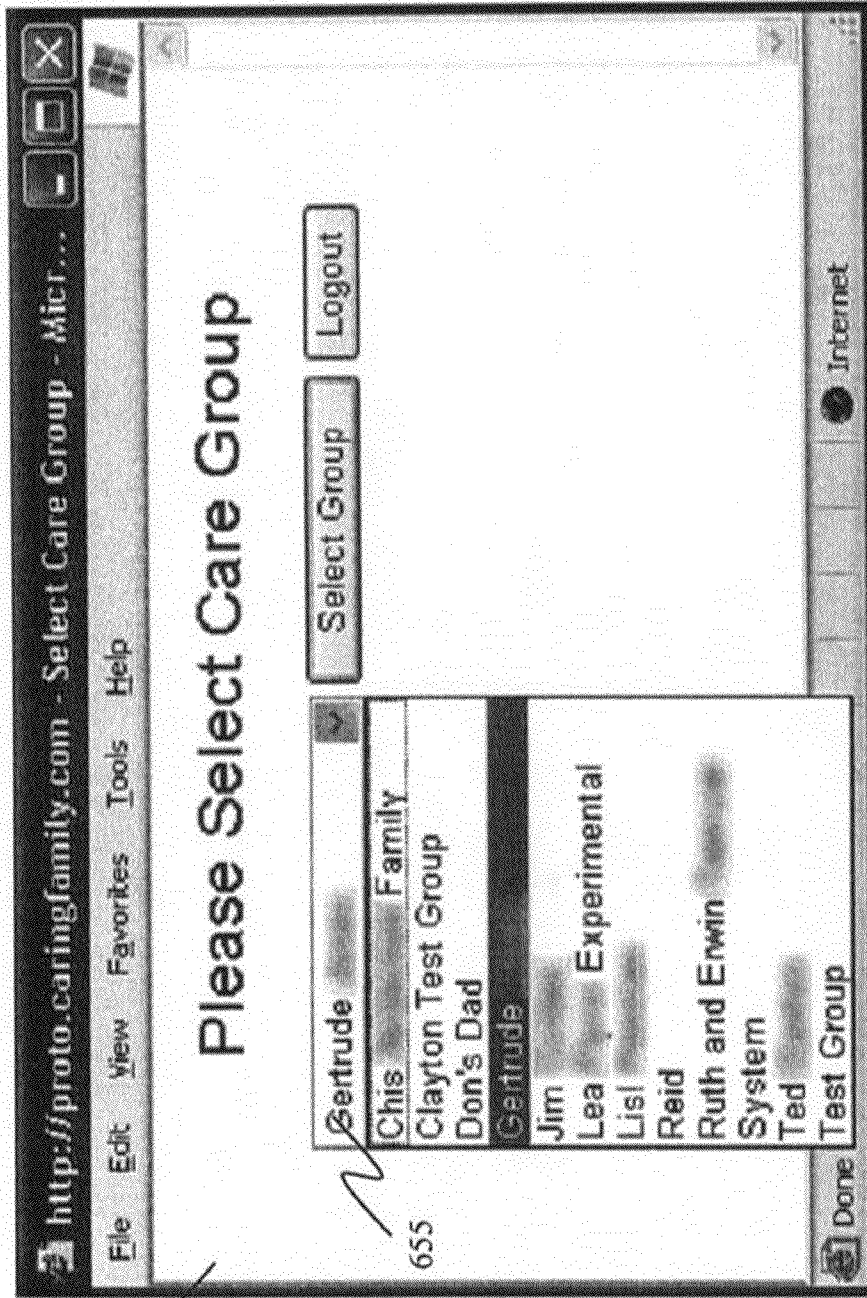 http://proto.caringfamily.com - Select Care Group - Micr...
File Edit View Favorites Tools Help
Please Select Care Group
Gertrude
Select Group
Logout
Chis Family
Clayton Test Group
Don's Dad
Gertrude
Jim
Lea Experimental
Lisl
Reid
Ruth and Erwin
System
Ted
Test Group
655
Done
Internet